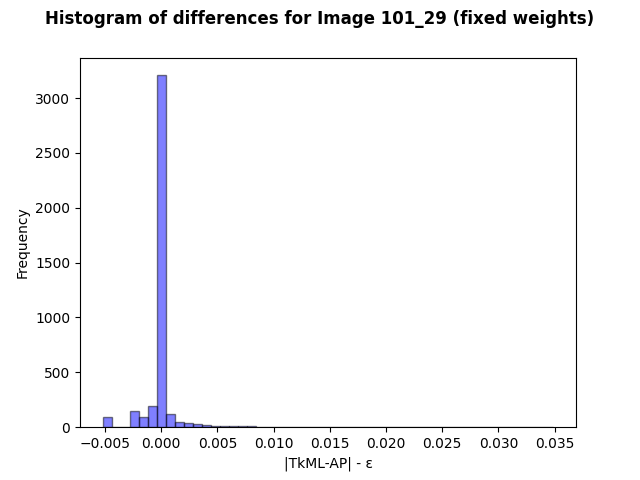 Histogram of differences for Image 101_29 (fixed weights)
Frequency
3000
2500
2000
1500
1000
500
0
−0.005 0.000 0.005 0.010 0.015 0.020 0.025 0.030 0.035
|TkML-AP| - ε